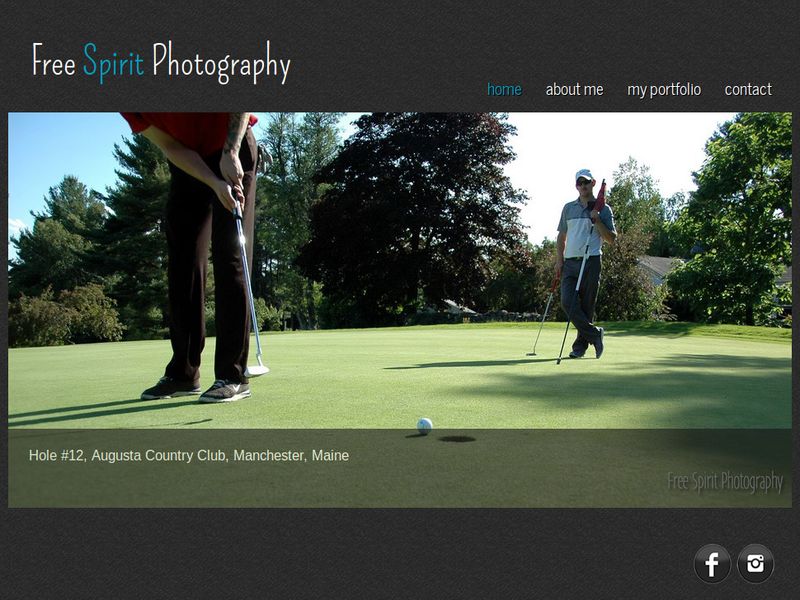 Free Spirit Photography
home about me my portfolio contact
Hole #12, Augusta Country Club, Manchester, Maine
Free Spirit Photography